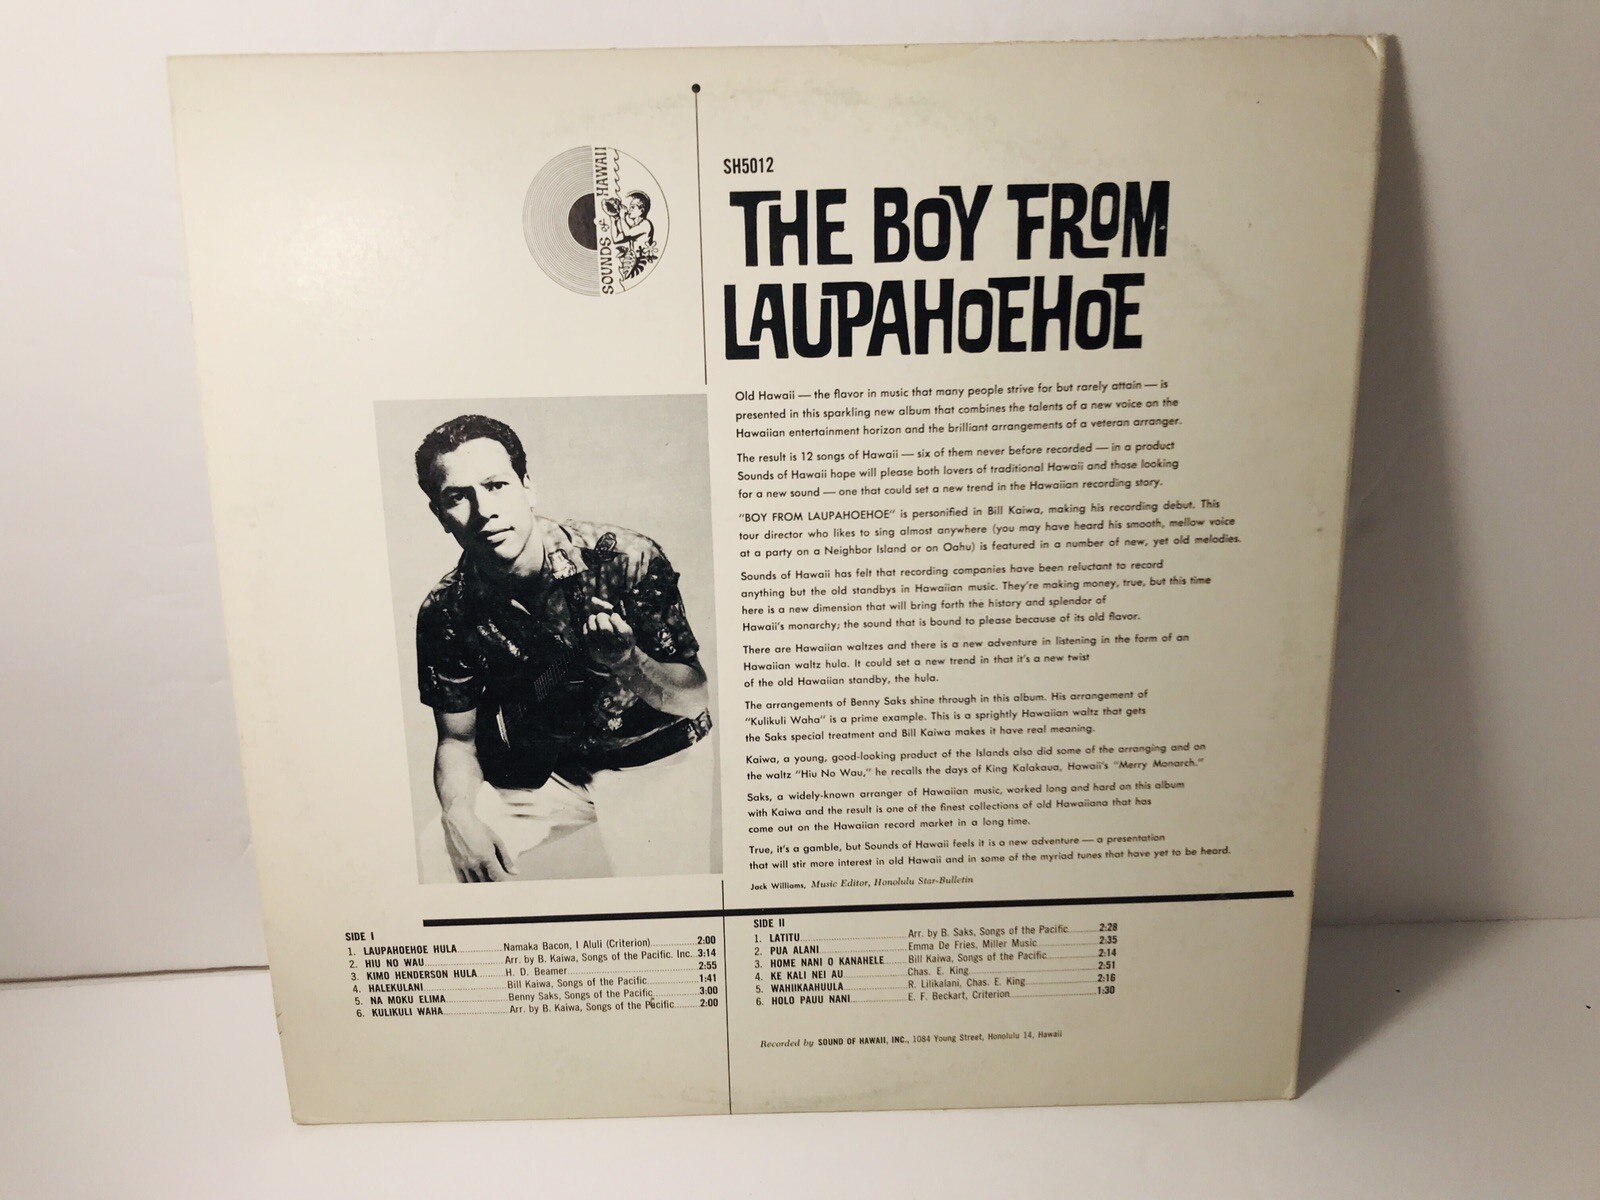 SOUNDS of HAWAII
SH5012
THE BOY FROM
LAUPAHOEHOE
Old Hawaii — the flavor in music that many people strive for but rarely attain — is
presented in this sparkling new album that combines the talents of a new voice on the
Hawaiian entertainment horizon and the brilliant arrangements of a veteran arranger.
The result is 12 songs of Hawaii — six of them never before recorded — in a product
Sounds of Hawaii hope will please both lovers of traditional Hawaii and those looking
for a new sound — one that could set a new trend in the Hawaiian recording story.
"BOY FROM LAUPAHOEHOE" is personified in Bill Kaiwa, making his recording debut. This
tour director who likes to sing almost anywhere (you may have heard his smooth, mellow voice
at a party on a Neighbor Island or on Oahu) is featured in a number of new, yet old melodies.
Sounds of Hawaii has felt that recording companies have been reluctant to record
anything but the old standbys in Hawaiian music. They're making money, true, but this time
here is a new dimension that will bring forth the history and splendor of
Hawaii's monarchy; the sound that is bound to please because of its old flavor.
There are Hawaiian waltzes and there is a new adventure in listening in the form of an
Hawaiian waltz hula. It could set a new trend in that it's a new twist
of the old Hawaiian standby, the hula.
The arrangements of Benny Saks shine through in this album. His arrangement of
"Kulikuli Waha" is a prime example. This is a sprightly Hawaiian waltz that gets
the Saks special treatment and Bill Kaiwa makes it have real meaning.
Kaiwa, a young, good-looking product of the Islands also did some of the arranging and on
the waltz "Hiu No Wau," he recalls the days of King Kalakaua, Hawaii's "Merry Monarch."
Saks, a widely-known arranger of Hawaiian music, worked long and hard on this album
with Kaiwa and the result is one of the finest collections of old Hawaiiana that has
come out on the Hawaiian record market in a long time.
True, it's a gamble, but Sounds of Hawaii feels it is a new adventure — a presentation
that will stir more interest in old Hawaii and in some of the myriad tunes that have yet to be heard.
Jack Williams, Music Editor, Honolulu Star-Bulletin
SIDE I
1. LAUPAHOEHOE HULA Namaka Bacon, I Aluli (Criterion) 2:00
2. HIU NO WAU Arr. by B. Kaiwa, Songs of the Pacific. Inc. 3:14
3. KIMO HENDERSON HULA H. D. Beamer 2:55
4. HALEKULANI Bill Kaiwa, Songs of the Pacific 1:41
5. NA MOKU ELIMA Benny Saks, Songs of the Pacific 3:00
6. KULIKULI WAHA Arr. by B. Kaiwa, Songs of the Pacific 2:00
SIDE II
1. LATITU Arr. by B. Saks, Songs of the Pacific 2:28
2. PUA ALANI Emma De Fries, Miller Music 2:35
3. HOME NANI O KANAHELE Bill Kaiwa, Songs of the Pacific 2:14
4. KE KALI NEI AU Chas. E. King 2:51
5. WAHIIKAAHUULA R. Lilikalani, Chas. E. King 2:16
6. HOLO PAUU NANI E. F. Beckart, Criterion 1:30
Recorded by SOUND OF HAWAII, INC., 1084 Young Street, Honolulu 14, Hawaii